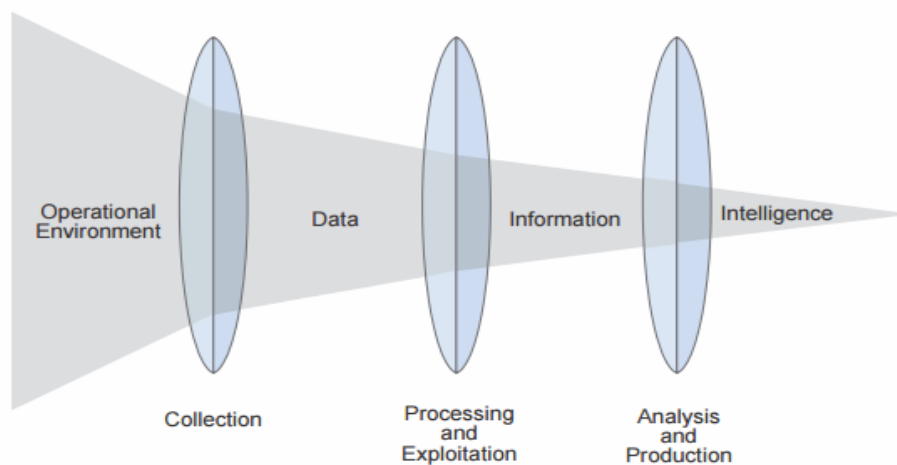 Operational
Environment
Data
Information
Intelligence
Collection
Processing
and
Exploitation
Analysis
and
Production